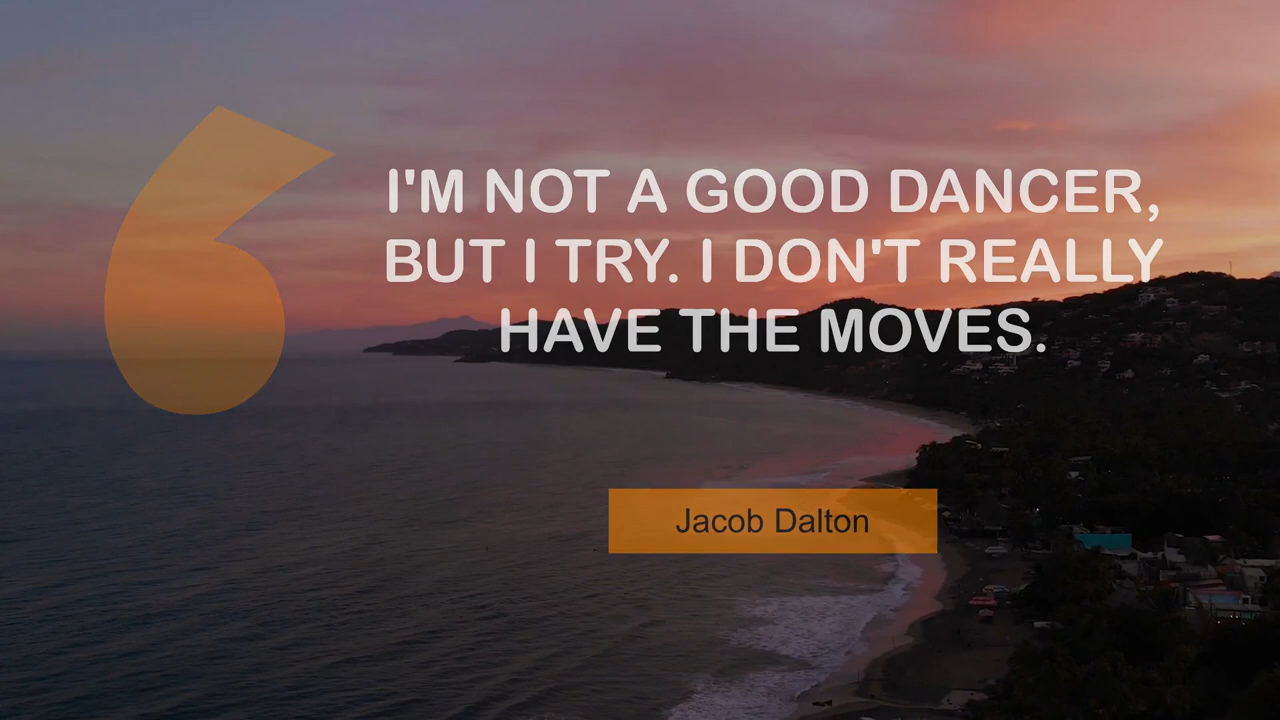 I'M NOT A GOOD DANCER,
BUT I TRY. I DON'T REALLY
HAVE THE MOVES.
Jacob Dalton